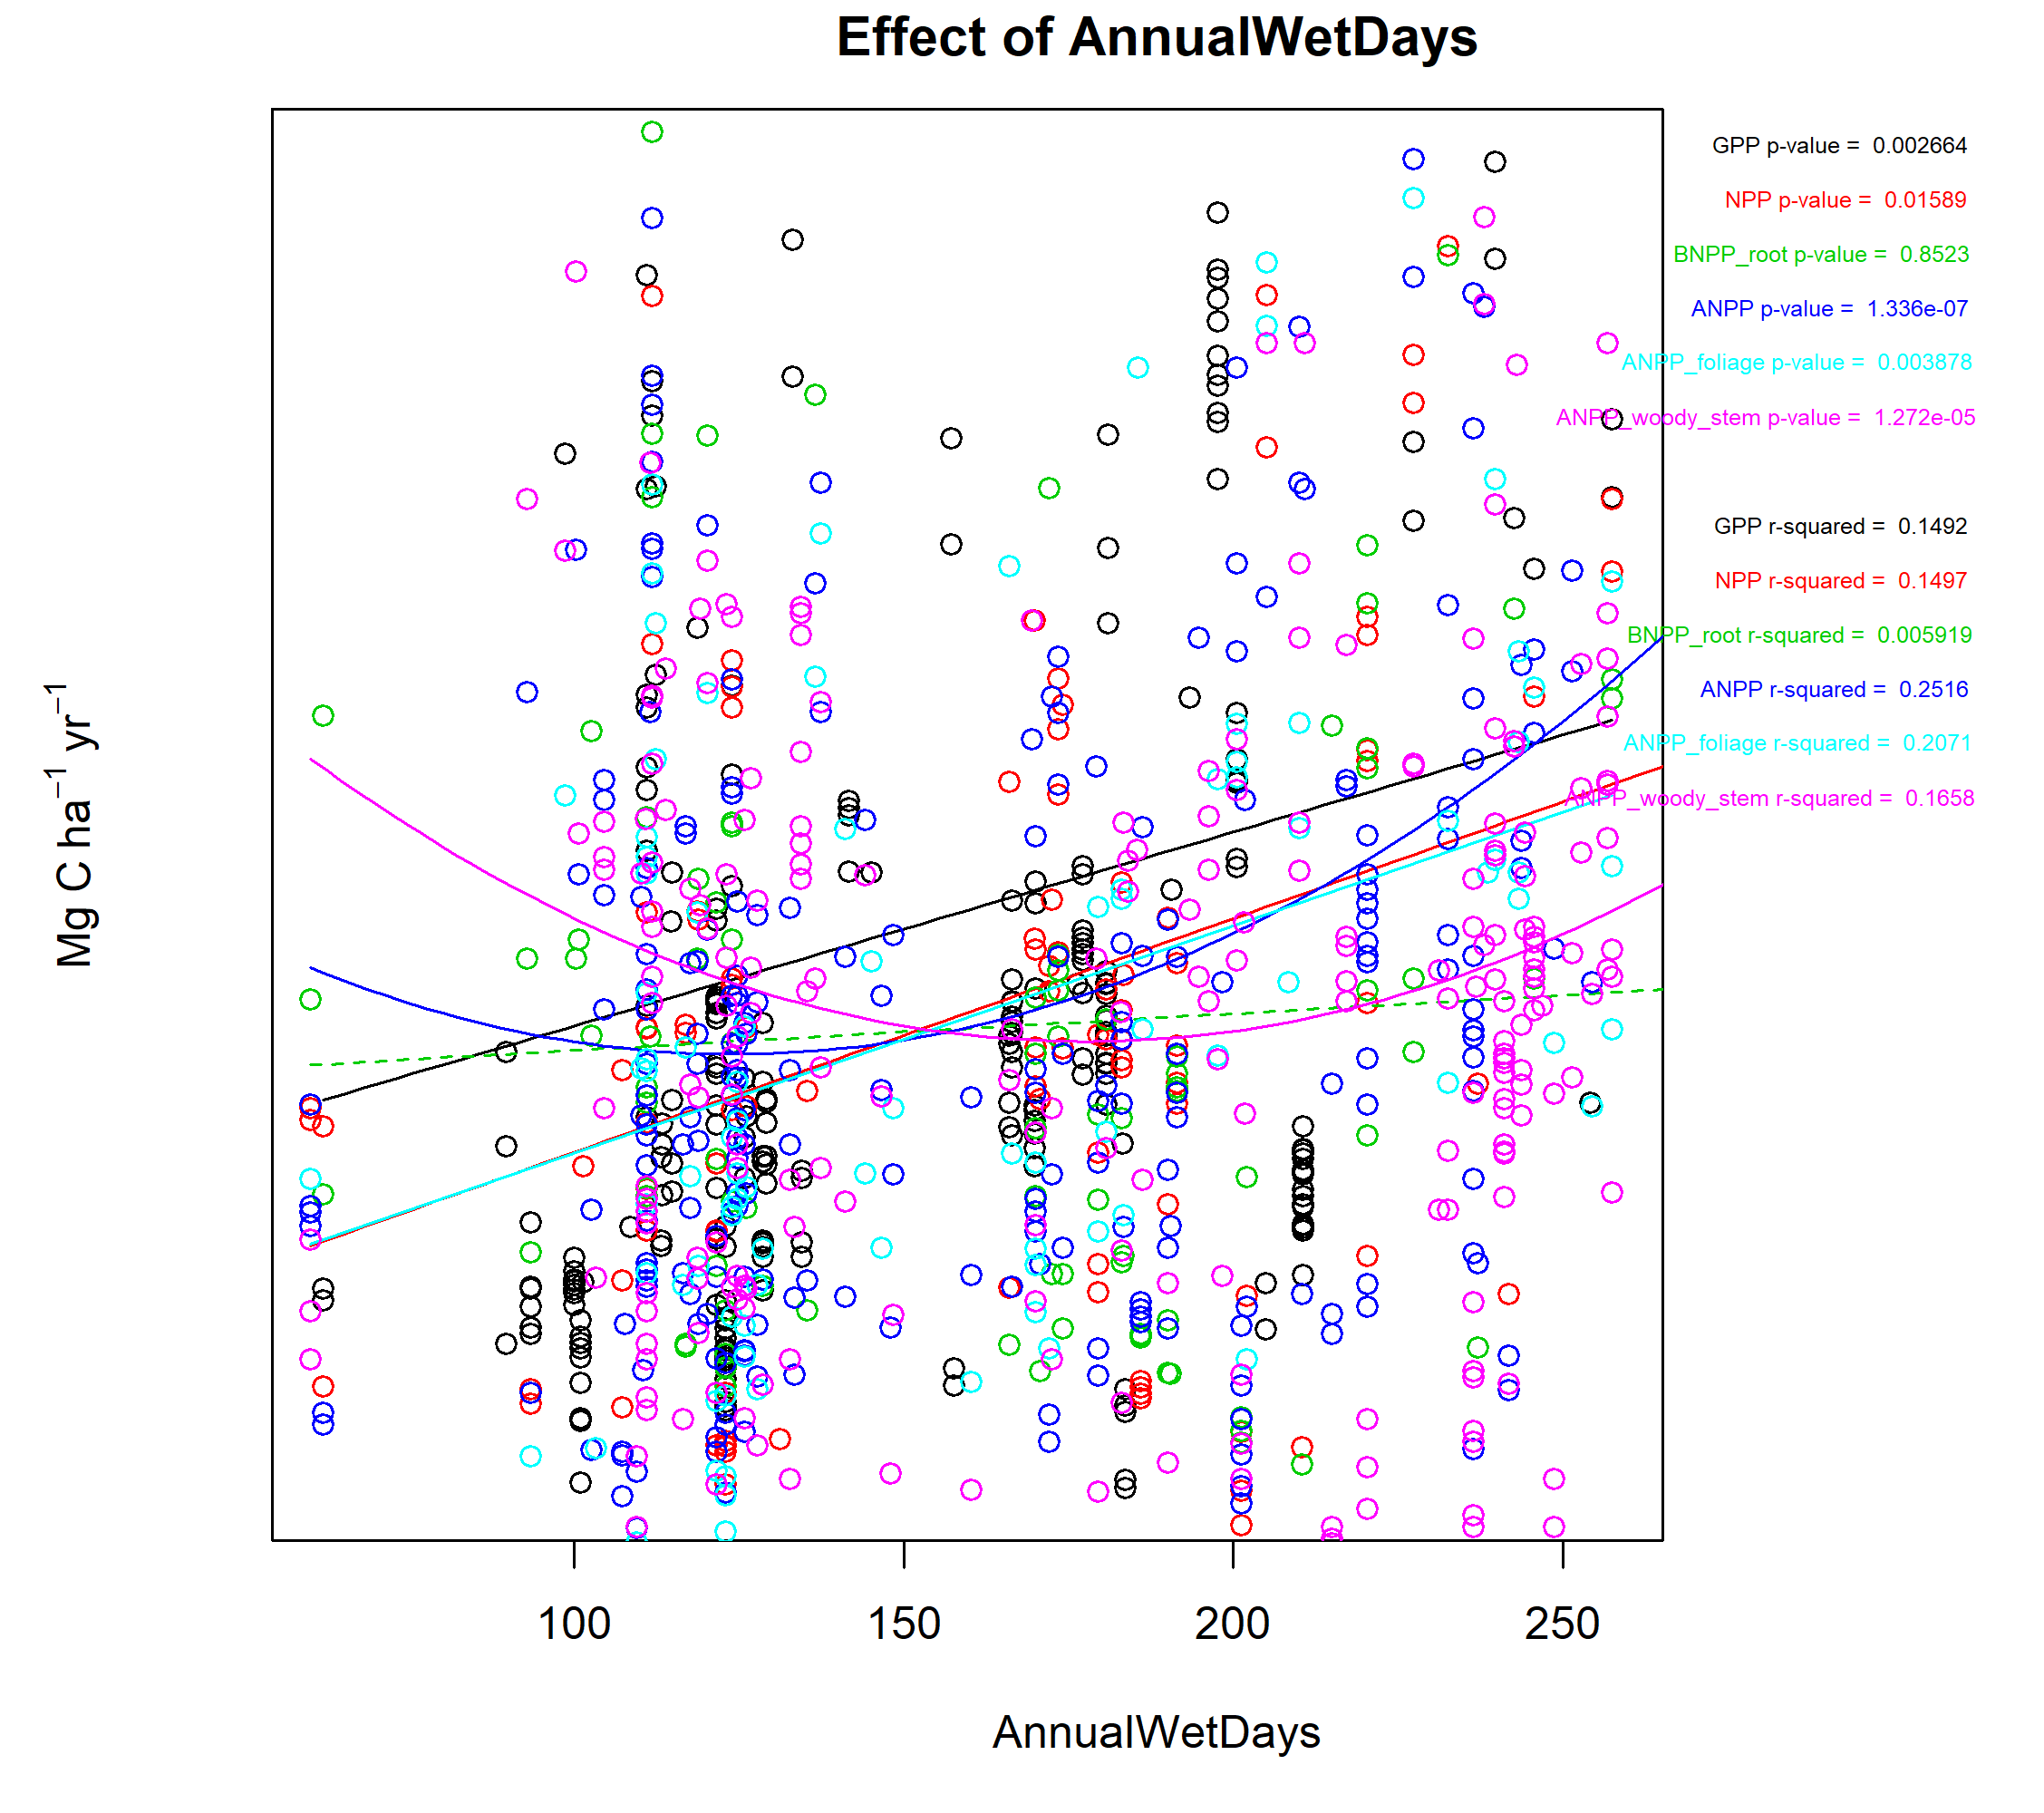 Effect of AnnualWetDays
GPP p-value = 0.002664
NPP p-value = 0.01589
BNPP_root p-value = 0.8523
ANPP p-value = 1.336e-07
ANPP_foliage p-value = 0.003878
ANPP_woody_stem p-value = 1.272e-05
GPP r-squared = 0.1492
NPP r-squared = 0.1497
BNPP_root r-squared = 0.005919
ANPP r-squared = 0.2516
ANPP_foliage r-squared = 0.2071
ANPP_woody_stem r-squared = 0.1658
Mg C ha⁻¹ yr⁻¹
100 150 200 250
AnnualWetDays